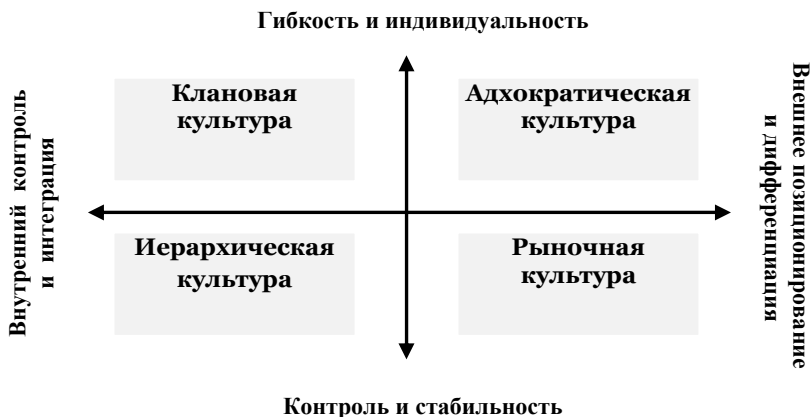 Гибкость и индивидуальность
Внутренний контроль
и интеграция
Клановая
культура
Адхократическая
культура
Внешнее позиционирование
и дифференциация
Иерархическая
культура
Рыночная
культура
Контроль и стабильность